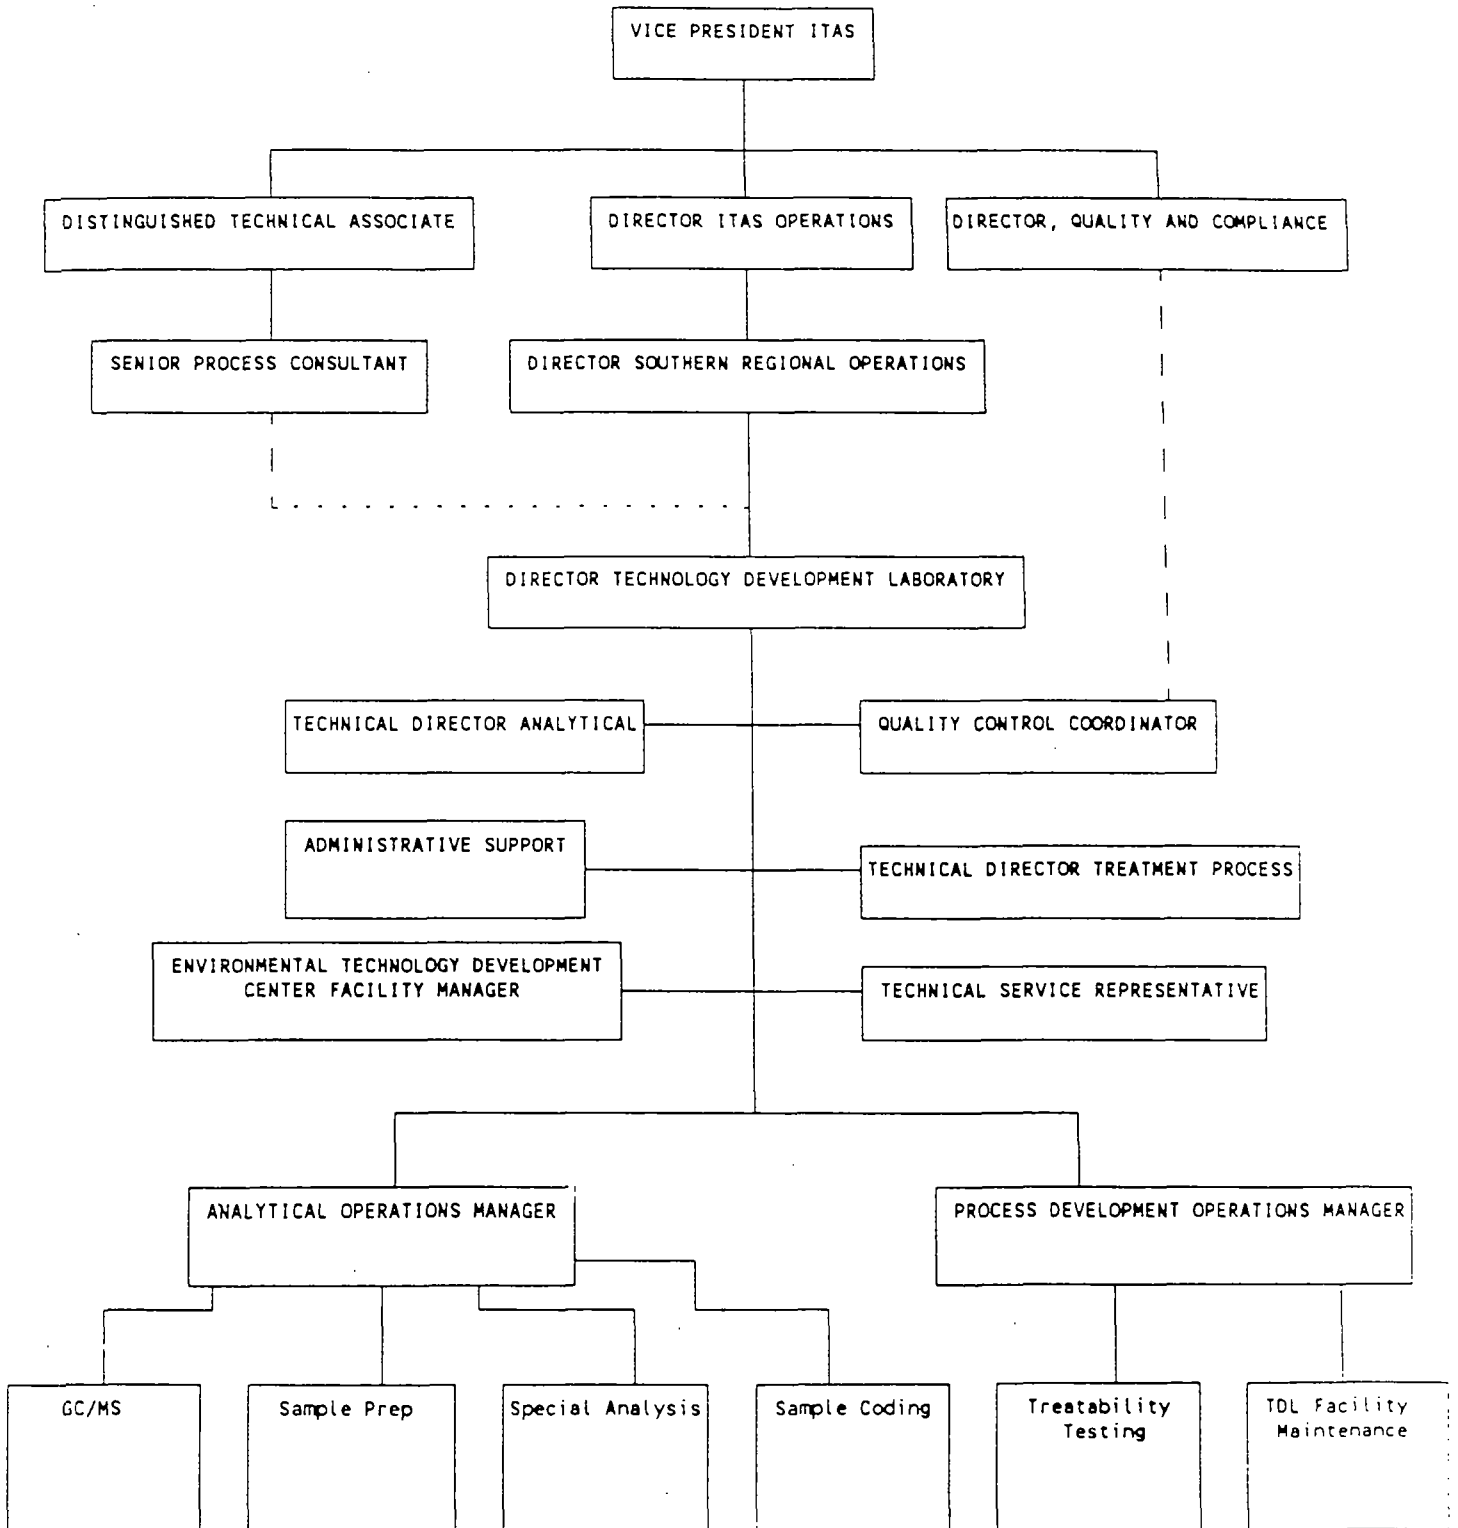 VICE PRESIDENT ITAS
DISTINGUISHED TECHNICAL ASSOCIATE
DIRECTOR ITAS OPERATIONS
DIRECTOR, QUALITY AND COMPLIANCE
SENIOR PROCESS CONSULTANT
DIRECTOR SOUTHERN REGIONAL OPERATIONS
DIRECTOR TECHNOLOGY DEVELOPMENT LABORATORY
TECHNICAL DIRECTOR ANALYTICAL
QUALITY CONTROL COORDINATOR
ADMINISTRATIVE SUPPORT
TECHNICAL DIRECTOR TREATMENT PROCESS
ENVIRONMENTAL TECHNOLOGY DEVELOPMENT
CENTER FACILITY MANAGER
TECHNICAL SERVICE REPRESENTATIVE
ANALYTICAL OPERATIONS MANAGER
PROCESS DEVELOPMENT OPERATIONS MANAGER
GC/MS
Sample Prep
Special Analysis
Sample Coding
Treatability
Testing
TDL Facility
Maintenance